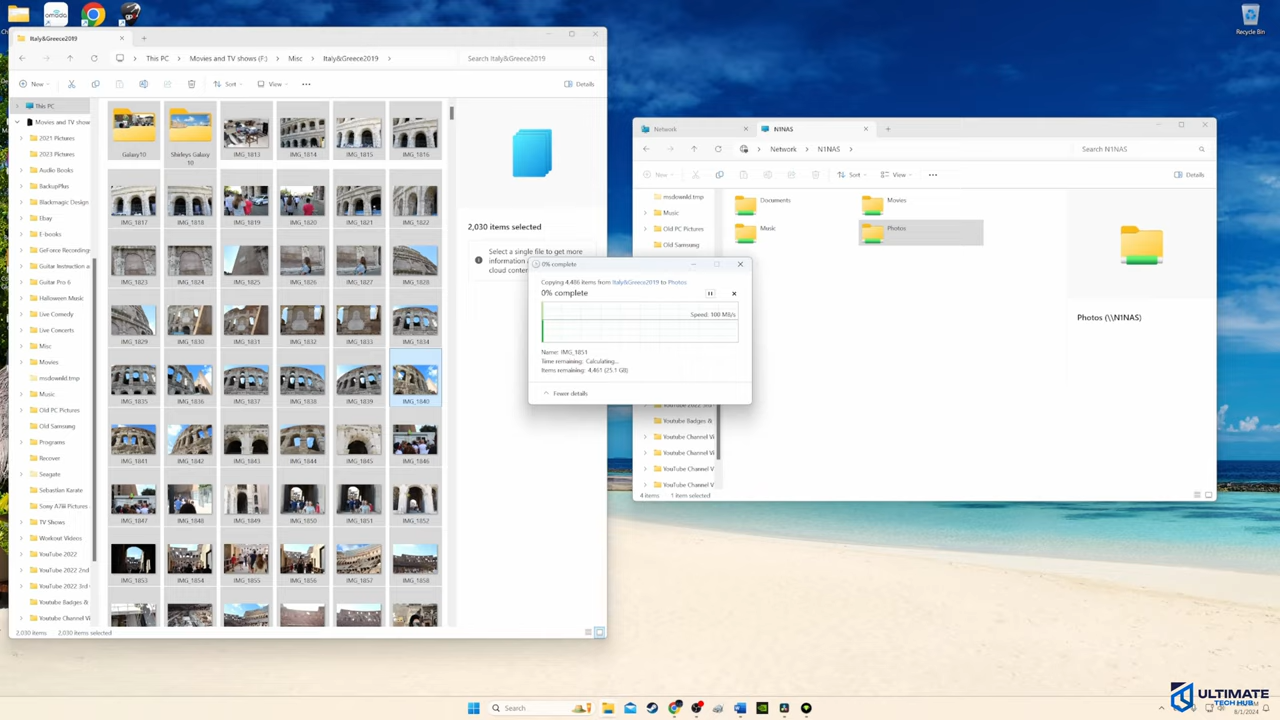 Recycle Bin
Italy&Greece2019
This PC
Movies and TV shows (F:)
Misc
Italy&Greece2019
Search Italy&Greece2019
New
Sort
View
Details
This PC
Movies and TV show
2021 Pictures
2023 Pictures
Audio Books
BackupPlus
Blackmagic Design
Ebay
E-books
GeForce Recording
Guitar Instruction a
Guitar Pro 6
Halloween Music
Live Comedy
Live Concerts
Misc
Movies
msdownld.tmp
Music
Old PC Pictures
Old Samsung
Programs
Recover
Seagate
Sebastian Karate
Sony A7iii Pictures
TV Shows
Workout Videos
YouTube 2022
YouTube 2022 2nd
YouTube 2022 3rd
Youtube Badges &
Youtube Channel Vi
Galaxy10
Shirleys Galaxy 10
IMG_1813
IMG_1814
IMG_1815
IMG_1816
IMG_1817
IMG_1818
IMG_1819
IMG_1820
IMG_1821
IMG_1822
IMG_1823
IMG_1824
IMG_1825
IMG_1826
IMG_1827
IMG_1828
IMG_1829
IMG_1830
IMG_1831
IMG_1832
IMG_1833
IMG_1834
IMG_1835
IMG_1836
IMG_1837
IMG_1838
IMG_1839
IMG_1840
IMG_1841
IMG_1842
IMG_1843
IMG_1844
IMG_1845
IMG_1846
IMG_1847
IMG_1848
IMG_1849
IMG_1850
IMG_1851
IMG_1852
IMG_1853
IMG_1854
IMG_1855
IMG_1856
IMG_1857
IMG_1858
2,030 items selected
Select a single file to get more
information a
cloud conten
2,030 items
2,030 items selected
0% complete
Copying 4,486 items from Italy&Greece2019 to Photos
0% complete
Speed: 100 MB/s
Name: IMG_1851
Time remaining: Calculating...
Items remaining: 4,461 (25.1 GB)
Fewer details
Network
N1NAS
Network
N1NAS
Search N1NAS
New
Sort
View
Details
msdownld.tmp
Music
Old PC Pictures
Old Samsung
Youtube Badges &
Youtube Channel Vi
Youtube Channel Vi
YouTube Channel V
YouTube Channel V
Documents
Movies
Music
Photos
Photos (\\N1NAS)
4 items
1 item selected
Search
8/1/2024
ULTIMATE
TECH HUB